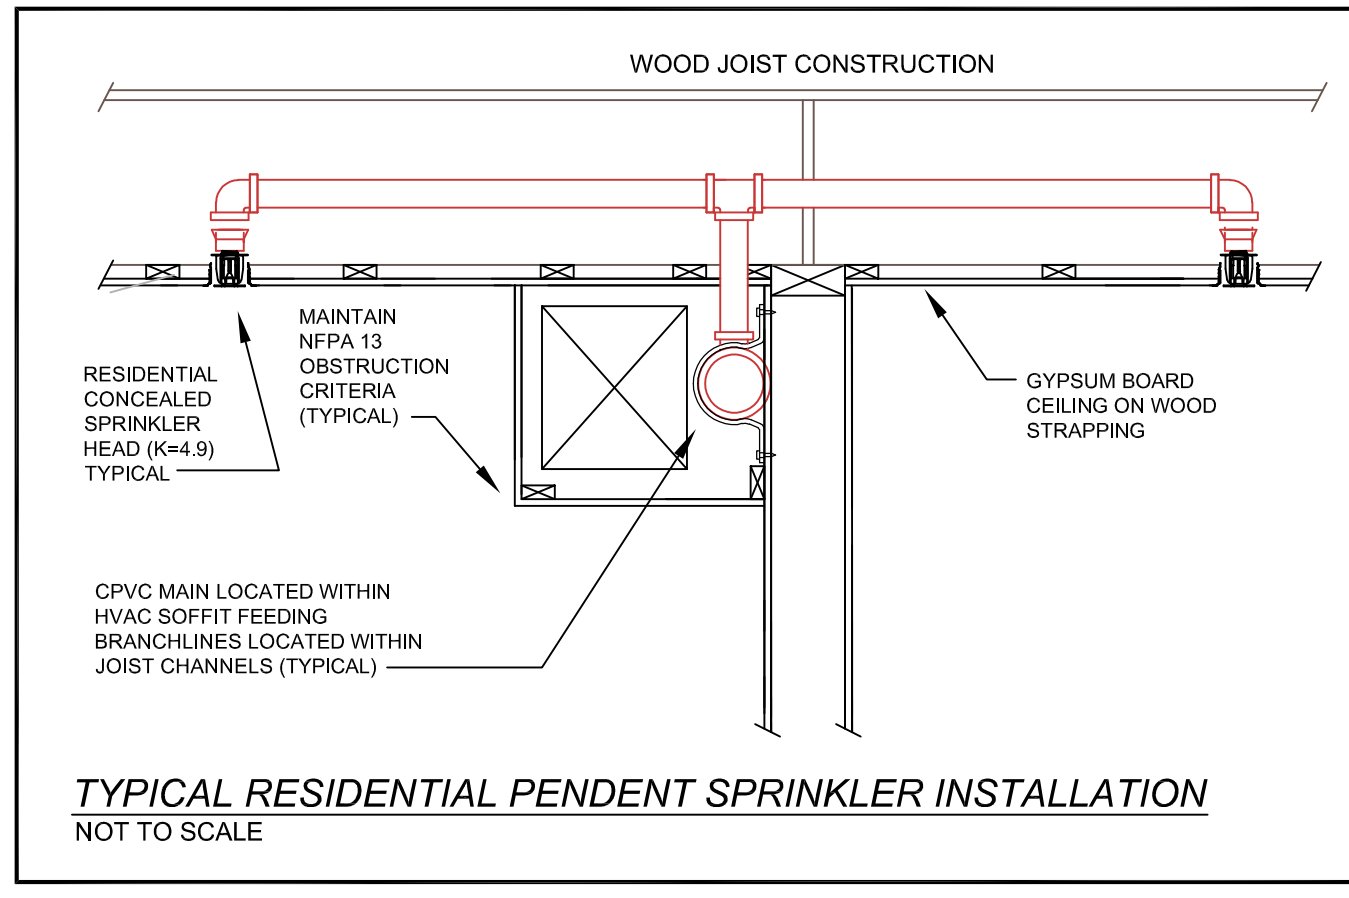 WOOD JOIST CONSTRUCTION
MAINTAIN
NFPA 13
OBSTRUCTION
CRITERIA
(TYPICAL)
RESIDENTIAL
CONCEALED
SPRINKLER
HEAD (K=4.9)
TYPICAL
GYPSUM BOARD
CEILING ON WOOD
STRAPPING
CPVC MAIN LOCATED WITHIN
HVAC SOFFIT FEEDING
BRANCHLINES LOCATED WITHIN
JOIST CHANNELS (TYPICAL)
TYPICAL RESIDENTIAL PENDENT SPRINKLER INSTALLATION
NOT TO SCALE